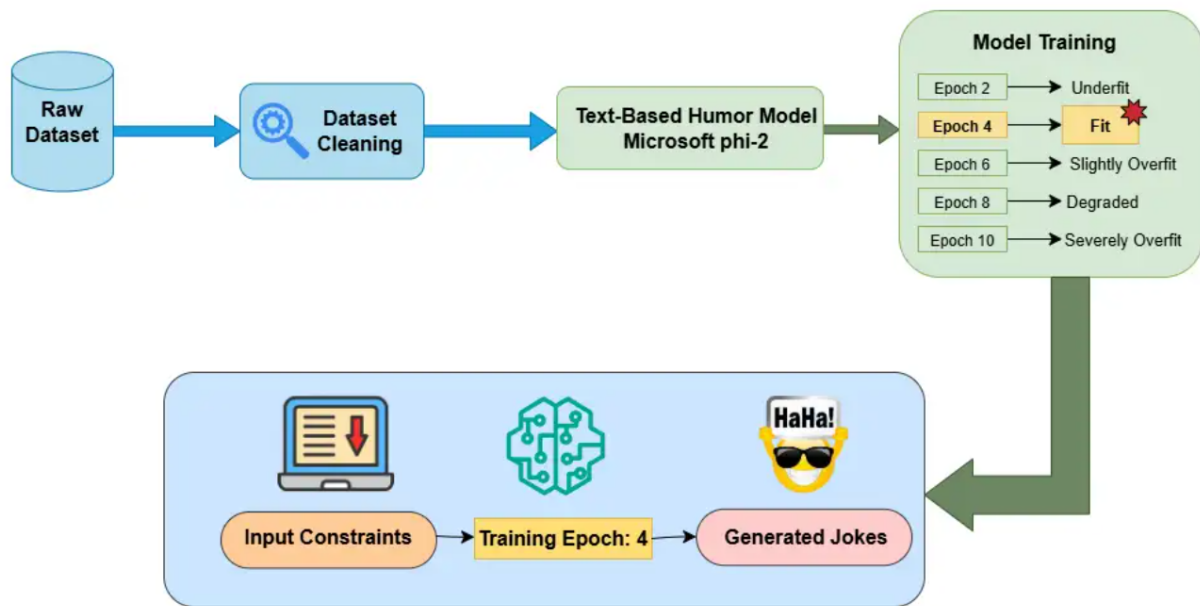 Raw
Dataset
Dataset
Cleaning
Text-Based Humor Model
Microsoft phi-2
Model Training
Epoch 2
Underfit
Epoch 4
Fit
Epoch 6
Slightly Overfit
Epoch 8
Degraded
Epoch 10
Severely Overfit
HaHa!
Input Constraints
Training Epoch: 4
Generated Jokes